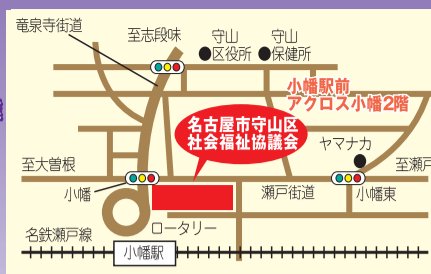 竜泉寺街道
至志段味
守山
区役所
守山
保健所
小幡駅前
アクロス小幡2階
名古屋市守山区
社会福祉協議会
ヤマナカ
至大曽根
至瀬戸
小幡
瀬戸街道
小幡東
ロータリー
名鉄瀬戸線
小幡駅